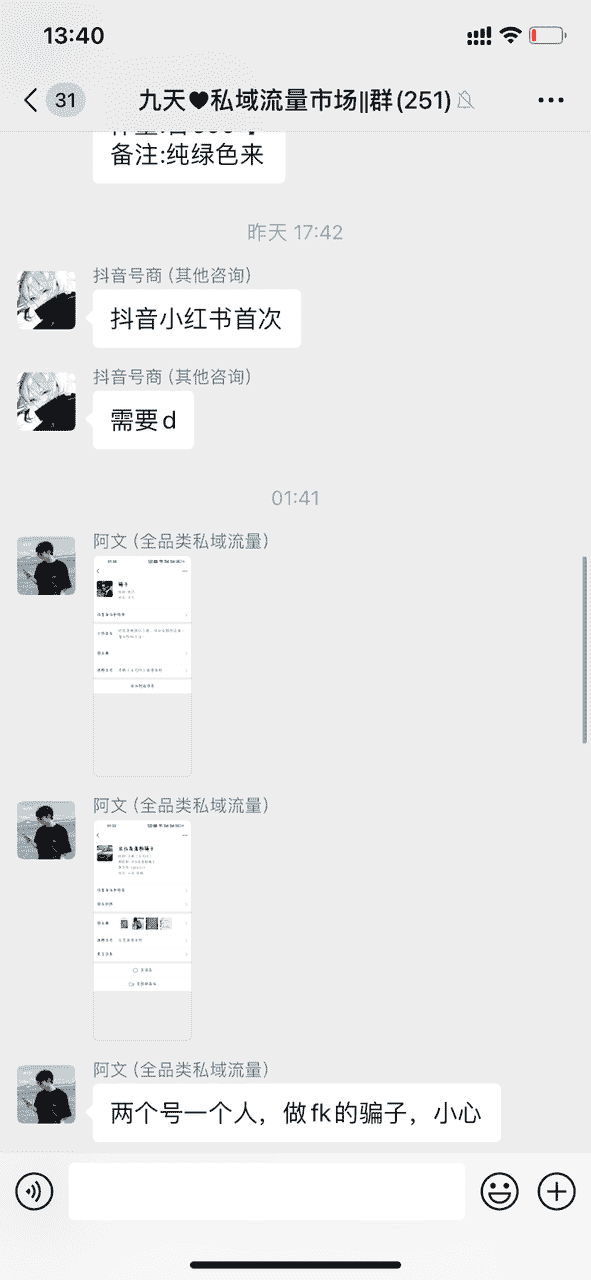 13:40
31
九天♥私域流量市场||群(251)
备注:纯绿色来
昨天 17:42
抖音号商 (其他咨询)
抖音小红书首次
抖音号商 (其他咨询)
需要d
01:41
阿文 (全品类私域流量)
骗子
阿文 (全品类私域流量)
阿文 (全品类私域流量)
两个号一个人，做fk的骗子，小心